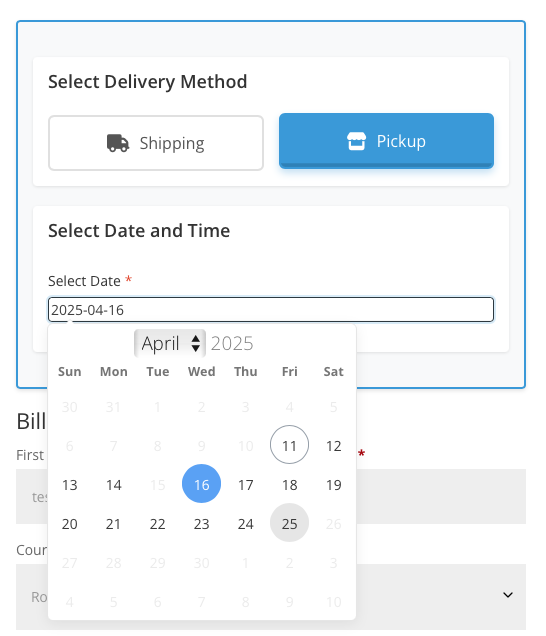 Select Delivery Method
Shipping
Pickup
Select Date and Time
Select Date *
2025-04-16
April 2025
Sun Mon Tue Wed Thu Fri Sat
30 31 1 2 3 4 5
6 7 8 9 10 11 12
13 14 15 16 17 18 19
20 21 22 23 24 25 26
27 28 29 30 1 2 3
4 5 6 7 8 9 10
Bill
First
*
tes
Cour
Ro